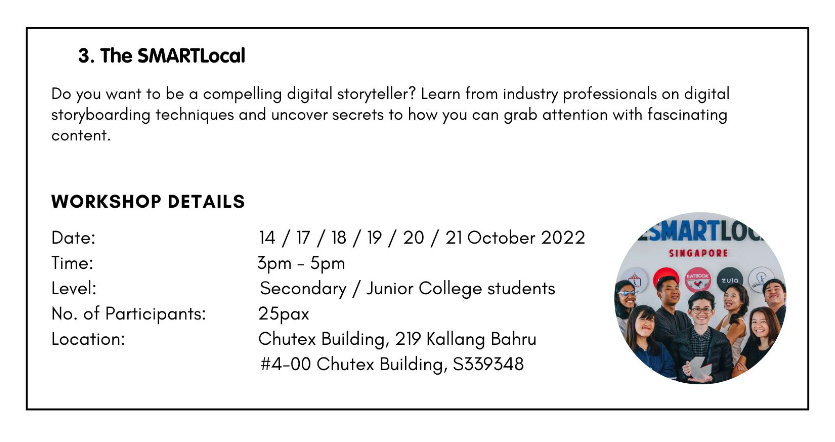 3. The SMARTLocal
Do you want to be a compelling digital storyteller? Learn from industry professionals on digital
storyboarding techniques and uncover secrets to how you can grab attention with fascinating
content.
WORKSHOP DETAILS
Date: 14 / 17 / 18 / 19 / 20 / 21 October 2022
Time: 3pm - 5pm
Level: Secondary / Junior College students
No. of Participants: 25pax
Location: Chutex Building, 219 Kallang Bahru
#4-00 Chutex Building, S339348
ESMARTLOC
SINGAPORE
EATBOOK
ZULA